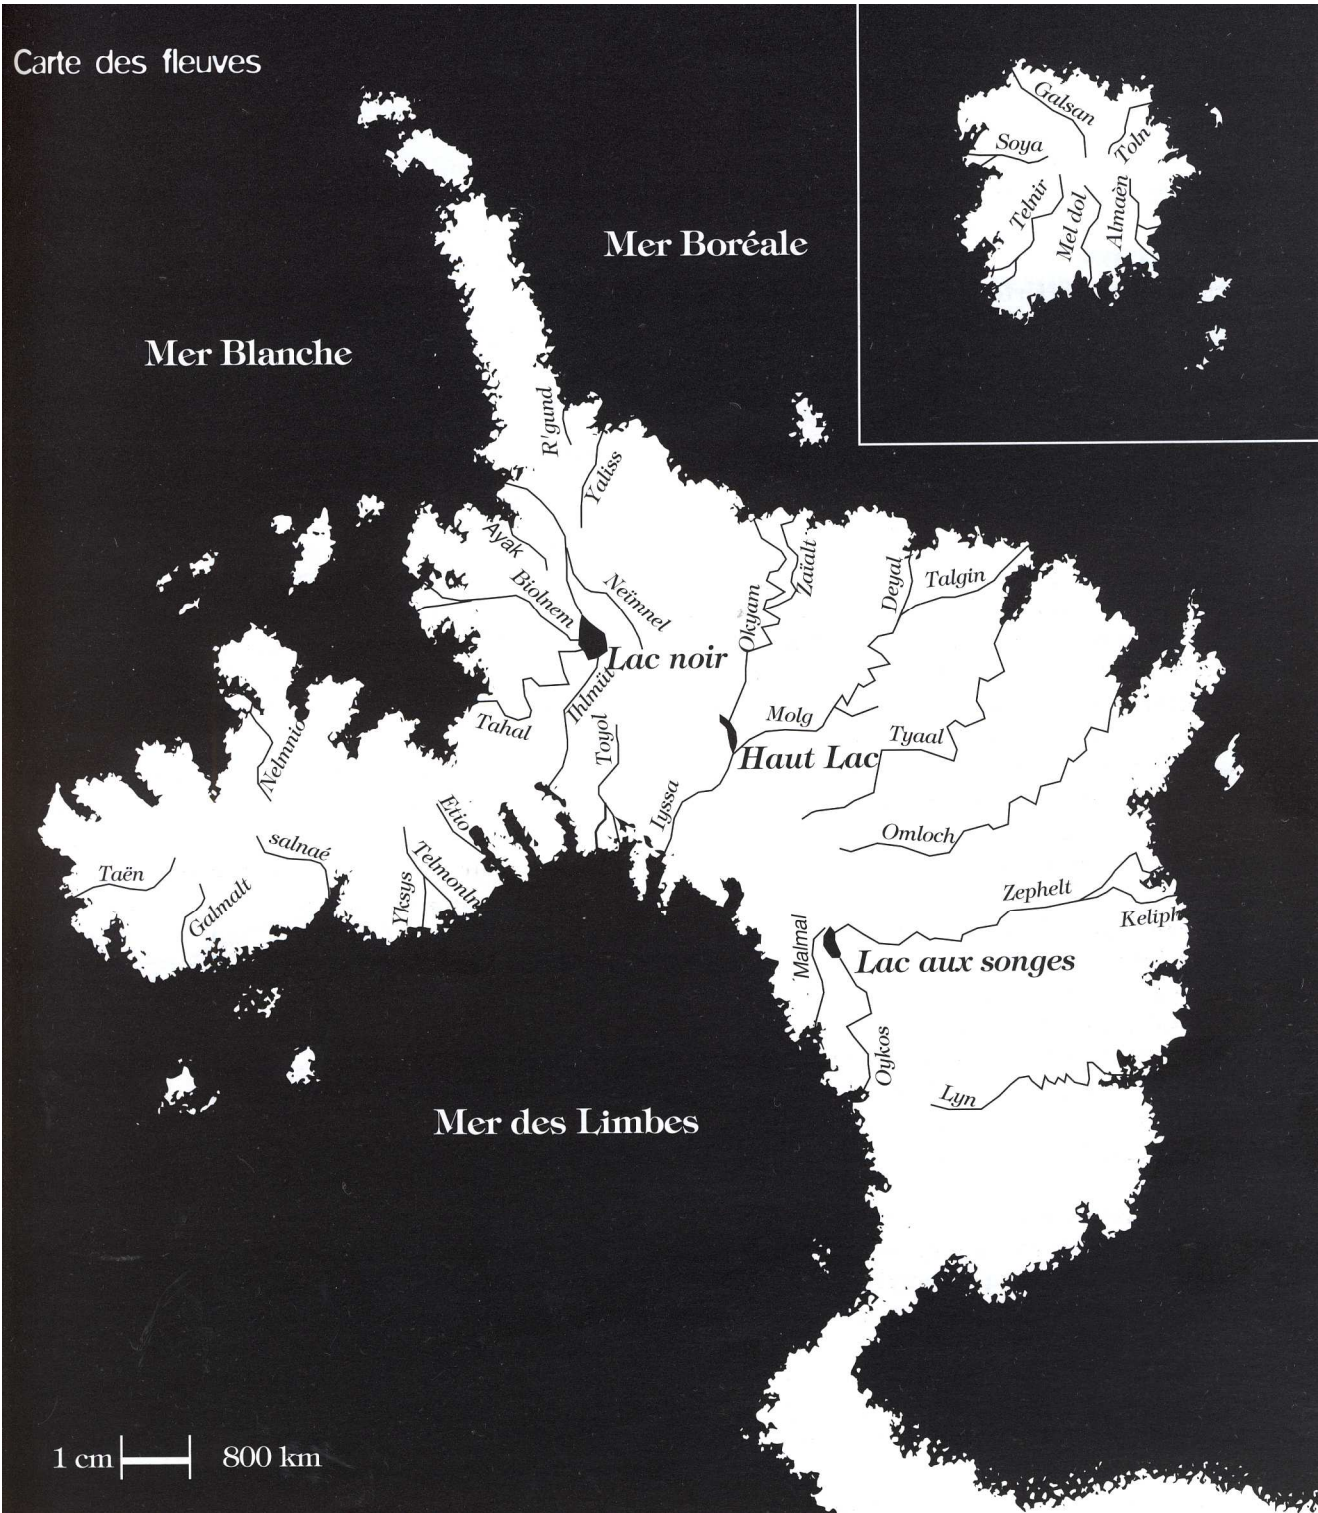 Carte des fleuves
Galsan
Toln
Soya
Telnir
Mel dol
Almaèn
Mer Boréale
Mer Blanche
R'gund
Yaliss
Ayak
Biolnem
Neïmnel
Okyam
Zaïalt
Deyal
Talgin
Lac noir
Ihlmüt
Tahal
Toyol
Molg
Tyaal
Haut Lac
Nelmnio
Iyssa
Etio
Omloch
salnaé
Telmonln
Taën
Galmalt
Yksys
Zephelt
Keliph
Malmal
Lac aux songes
Oykos
Lyn
Mer des Limbes
1 cm 800 km